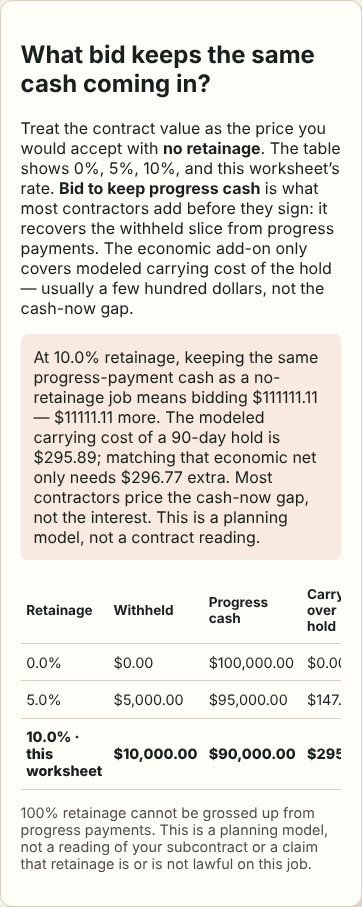 What bid keeps the same
cash coming in?
Treat the contract value as the price you
would accept with no retainage. The table
shows 0%, 5%, 10%, and this worksheet’s
rate. Bid to keep progress cash is what
most contractors add before they sign: it
recovers the withheld slice from progress
payments. The economic add-on only
covers modeled carrying cost of the hold
— usually a few hundred dollars, not the
cash-now gap.
At 10.0% retainage, keeping the same
progress-payment cash as a no-
retainage job means bidding $111111.11
— $11111.11 more. The modeled
carrying cost of a 90-day hold is
$295.89; matching that economic net
only needs $296.77 extra. Most
contractors price the cash-now gap,
not the interest. This is a planning
model, not a contract reading.
Retainage Withheld Progress cash Carry over hold
0.0% $0.00 $100,000.00 $0.00
5.0% $5,000.00 $95,000.00 $147.
10.0% · this worksheet $10,000.00 $90,000.00 $295
100% retainage cannot be grossed up from
progress payments. This is a planning model,
not a reading of your subcontract or a claim
that retainage is or is not lawful on this job.